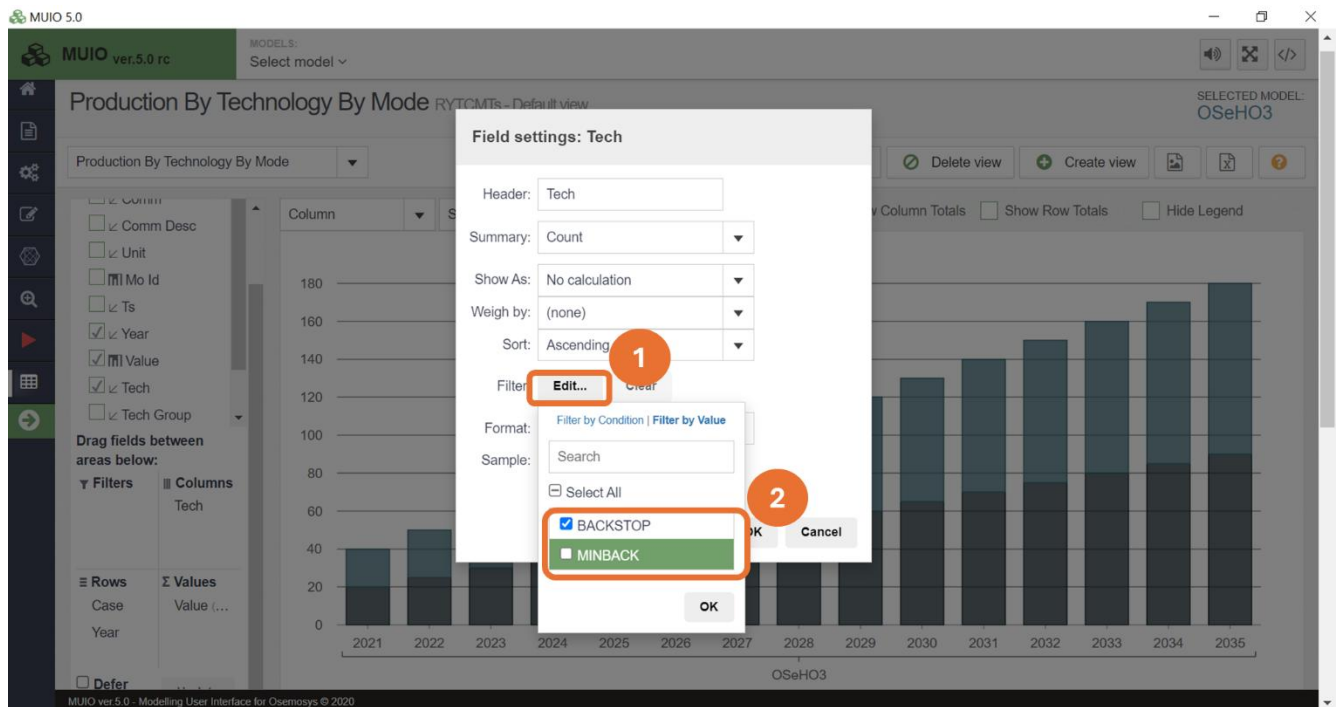 MUIO 5.0
MUIO ver.5.0 rc
MODELS:
Select model
Production By Technology By Mode RYTCMTs - Default view
SELECTED MODEL:
OSeHO3
Production By Technology By Mode
Delete view
Create view
Comm
Comm Desc
Unit
Mo Id
Ts
Year
Value
Tech
Tech Group
Drag fields between
areas below:
Filters
Columns
Tech
Rows
Values
Case
Value (...
Year
Defer
Column
Column Totals
Show Row Totals
Hide Legend
Field settings: Tech
Header: Tech
Summary: Count
Show As: No calculation
Weigh by: (none)
Sort: Ascending
1
Filter
Edit...
Clear
Format:
Filter by Condition | Filter by Value
Sample:
Search
Select All
2
BACKSTOP
MINBACK
OK
Cancel
OK
180
160
140
120
100
80
60
40
20
0
2021 2022 2023 2024 2025 2026 2027 2028 2029 2030 2031 2032 2033 2034 2035
OSeHO3
MUIO ver.5.0 - Modelling User Interface for Osemosys © 2020